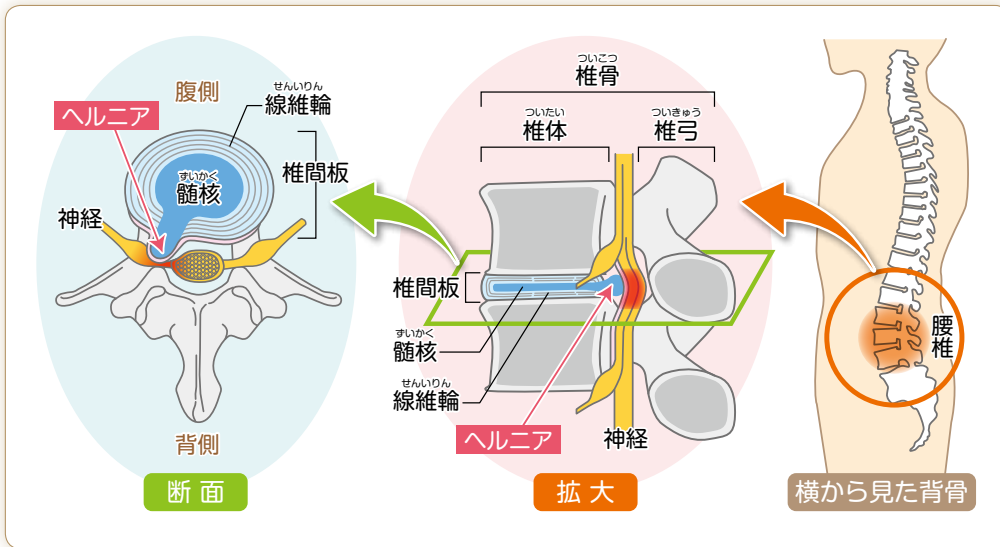 腹側
せんいりん
線維輪
ヘルニア
椎間板
ずいかく
髄核
神経
背側
断面
ついこつ
椎骨
ついたい
椎体
ついきゅう
椎弓
椎間板
ずいかく
髄核
せんいりん
線維輪
ヘルニア
神経
拡大
腰椎
横から見た背骨